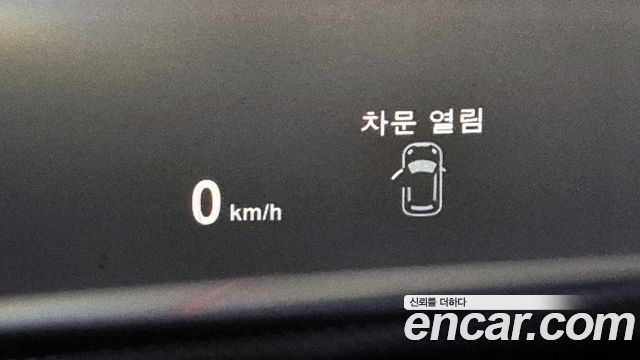 차문 열림
0 km/h
신뢰를 더하다
encar.com